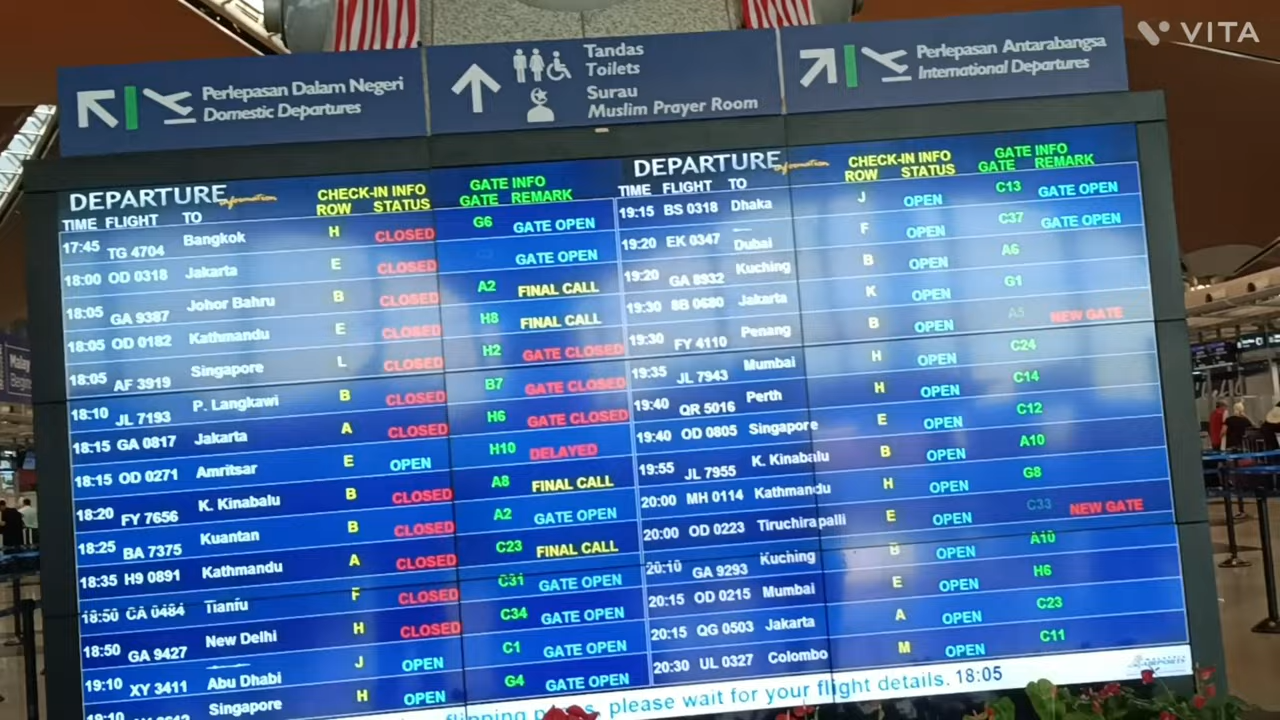 VITA
Perlepasan Dalam Negeri
Domestic Departures
Tandas
Toilets
Surau
Muslim Prayer Room
Perlepasan Antarabangsa
International Departures
DEPARTURE information
CHECK-IN INFO GATE INFO
TIME FLIGHT TO ROW STATUS GATE REMARK
17:45 TG 4704 Bangkok H CLOSED G6 GATE OPEN
18:00 OD 0318 Jakarta E CLOSED GATE OPEN
18:05 GA 9387 Johor Bahru B CLOSED A2 FINAL CALL
18:05 OD 0182 Kathmandu E CLOSED H8 FINAL CALL
18:05 AF 3919 Singapore L CLOSED H2 GATE CLOSED
18:10 JL 7193 P. Langkawi B CLOSED B7 GATE CLOSED
18:15 GA 0817 Jakarta A CLOSED H6 GATE CLOSED
18:15 OD 0271 Amritsar E OPEN H10 DELAYED
18:20 FY 7656 K. Kinabalu B CLOSED A8 FINAL CALL
18:25 BA 7375 Kuantan B CLOSED A2 GATE OPEN
18:35 H9 0891 Kathmandu A CLOSED C23 FINAL CALL
18:50 CA 0484 Tianfu F CLOSED C31 GATE OPEN
18:50 GA 9427 New Delhi H CLOSED C34 GATE OPEN
19:10 XY 3411 Abu Dhabi J OPEN C1 GATE OPEN
19:10 Singapore H OPEN G4 GATE OPEN
DEPARTURE information
CHECK-IN INFO GATE INFO
TIME FLIGHT TO ROW STATUS GATE REMARK
19:15 BS 0318 Dhaka J OPEN C13 GATE OPEN
19:20 EK 0347 Dubai F OPEN C37 GATE OPEN
19:20 GA 8932 Kuching B OPEN A6
19:30 8B 0680 Jakarta K OPEN G1
19:30 FY 4110 Penang B OPEN A5 NEW GATE
19:35 JL 7943 Mumbai H OPEN C24
19:40 QR 5016 Perth H OPEN C14
19:40 OD 0805 Singapore E OPEN C12
19:55 JL 7955 K. Kinabalu B OPEN A10
20:00 MH 0114 Kathmandu H OPEN G8
20:00 OD 0223 Tiruchirapalli E OPEN C33 NEW GATE
20:10 GA 9293 Kuching B OPEN A10
20:15 OD 0215 Mumbai E OPEN H6
20:15 QG 0503 Jakarta A OPEN C23
20:30 UL 0327 Colombo M OPEN C11
flipping please wait for your flight details. 18:05